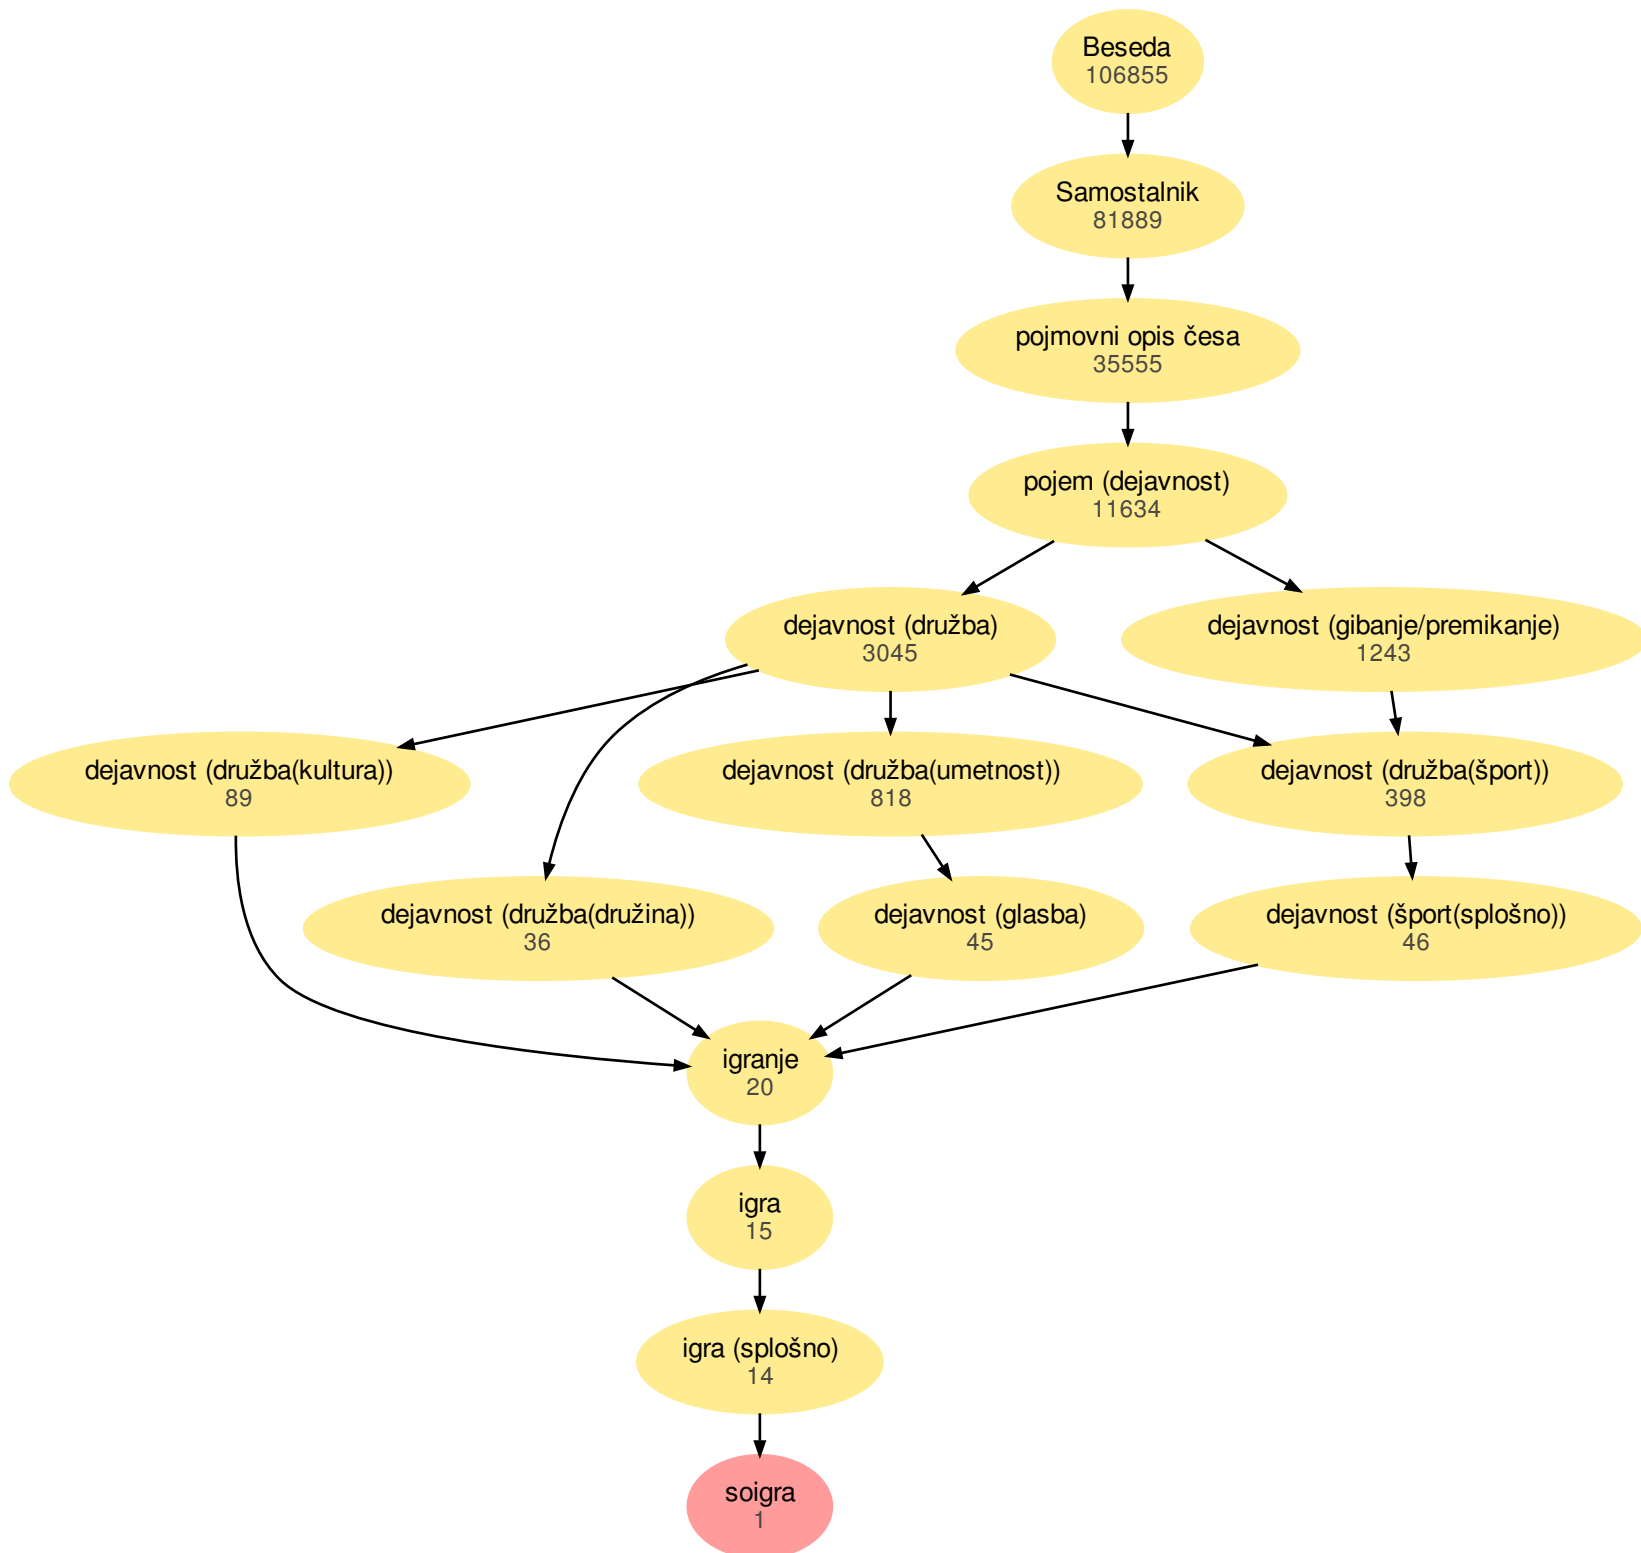 Beseda
106855
Samostalnik
81889
pojmovni opis česa
35555
pojem (dejavnost)
11634
dejavnost (družba)
3045
dejavnost (gibanje/premikanje)
1243
dejavnost (družba(kultura))
89
dejavnost (družba(umetnost))
818
dejavnost (družba(šport))
398
dejavnost (družba(družina))
36
dejavnost (glasba)
45
dejavnost (šport(splošno))
46
igranje
20
igra
15
igra (splošno)
14
soigra
1